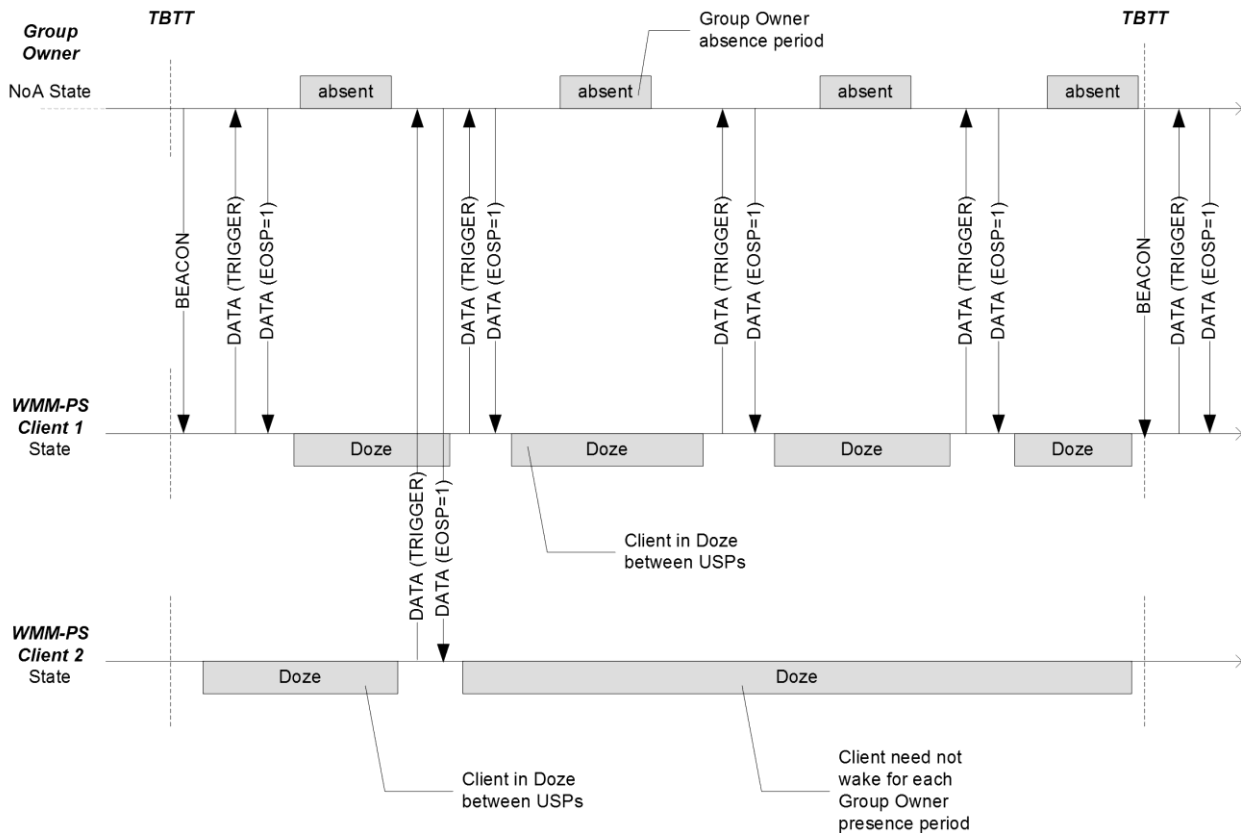 TBTT
TBTT
Group
Owner
Group Owner
absence period
NoA State
absent
absent
absent
absent
BEACON
DATA (TRIGGER)
DATA (EOSP=1)
DATA (TRIGGER)
DATA (EOSP=1)
DATA (TRIGGER)
DATA (EOSP=1)
DATA (TRIGGER)
DATA (EOSP=1)
BEACON
DATA (TRIGGER)
DATA (EOSP=1)
WMM-PS
Client 1
State
Doze
Doze
Doze
Doze
DATA (TRIGGER)
DATA (EOSP=1)
Client in Doze
between USPs
WMM-PS
Client 2
State
Doze
Doze
Client in Doze
between USPs
Client need not
wake for each
Group Owner
presence period